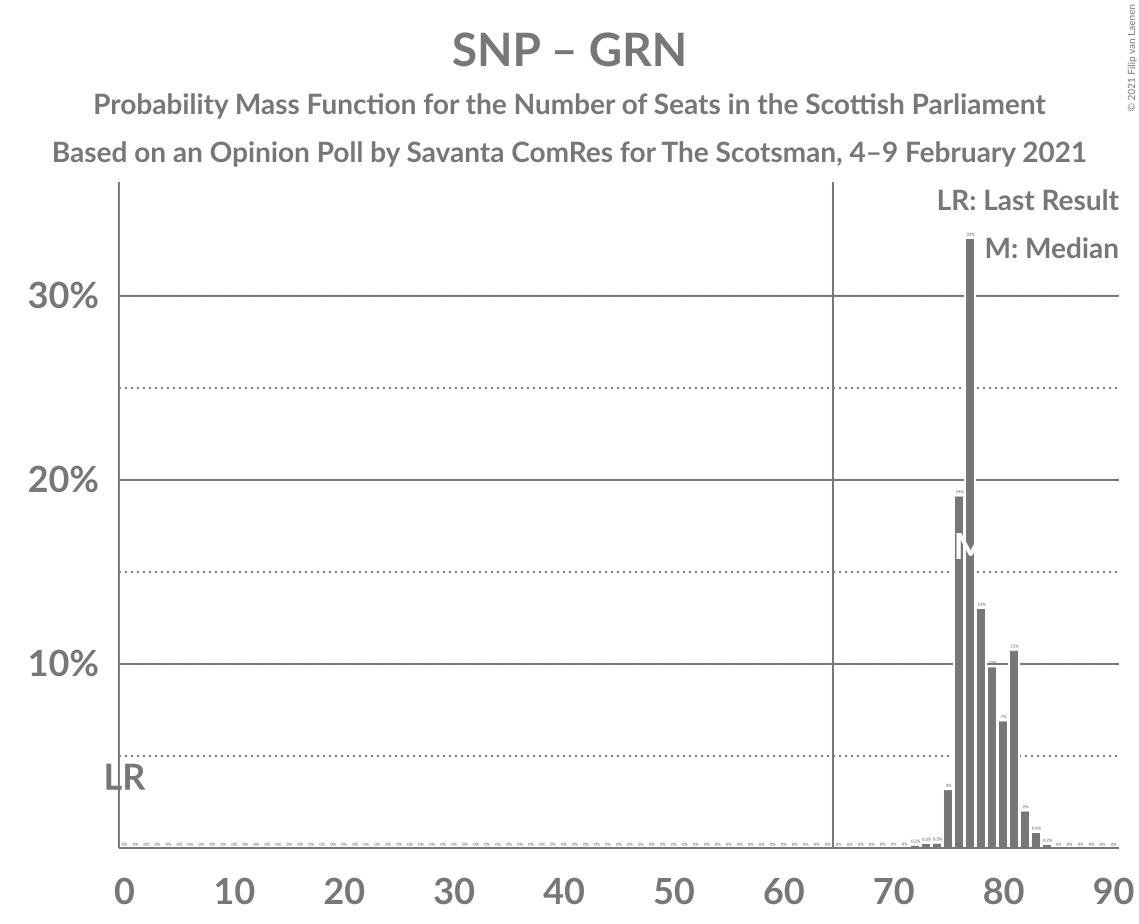 © 2021 Filip van Laenen
SNP – GRN
Probability Mass Function for the Number of Seats in the Scottish Parliament
Based on an Opinion Poll by Savanta ComRes for The Scotsman, 4–9 February 2021
LR: Last Result
M: Median
30%
20%
10%
LR
M
0 10 20 30 40 50 60 70 80 90